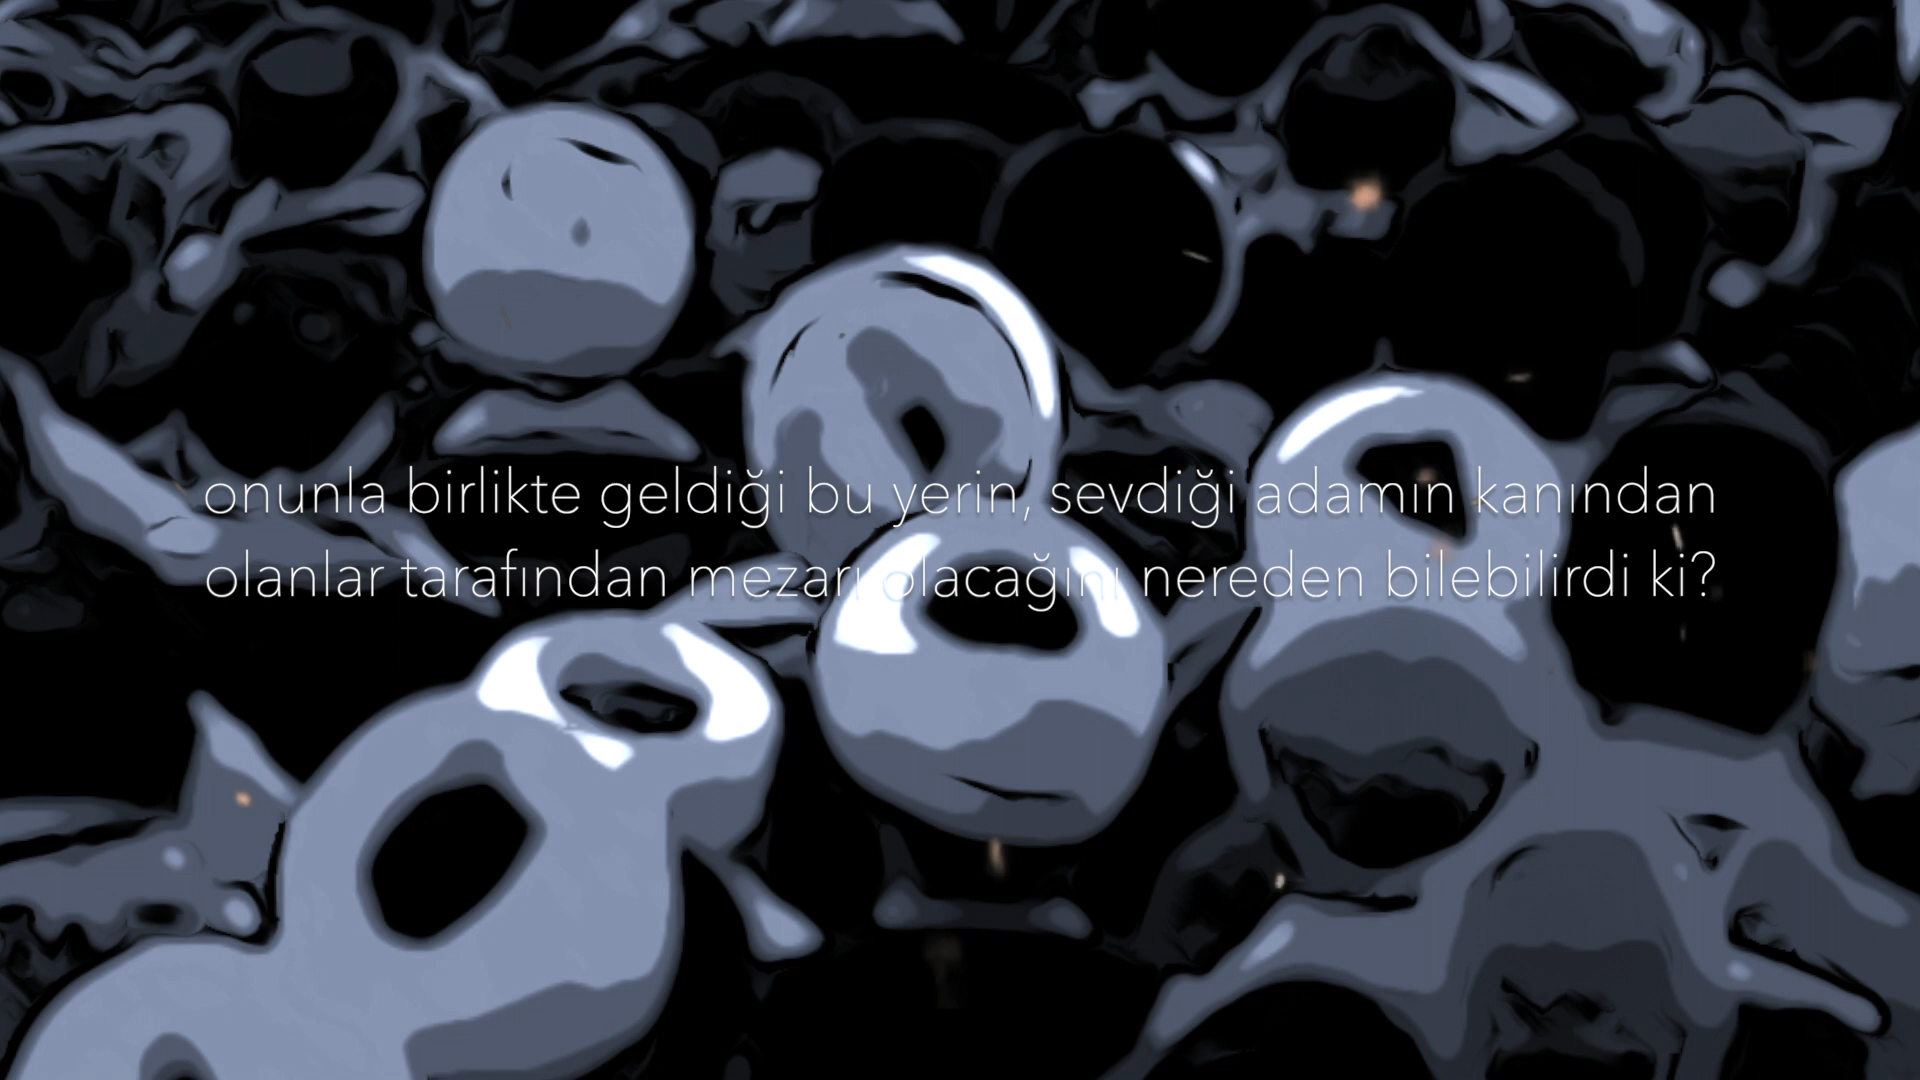 onunla birlikte geldiği bu yerin, sevdiği adamın kanından
olanlar tarafından mezarı olacağını nereden bilebilirdi ki?